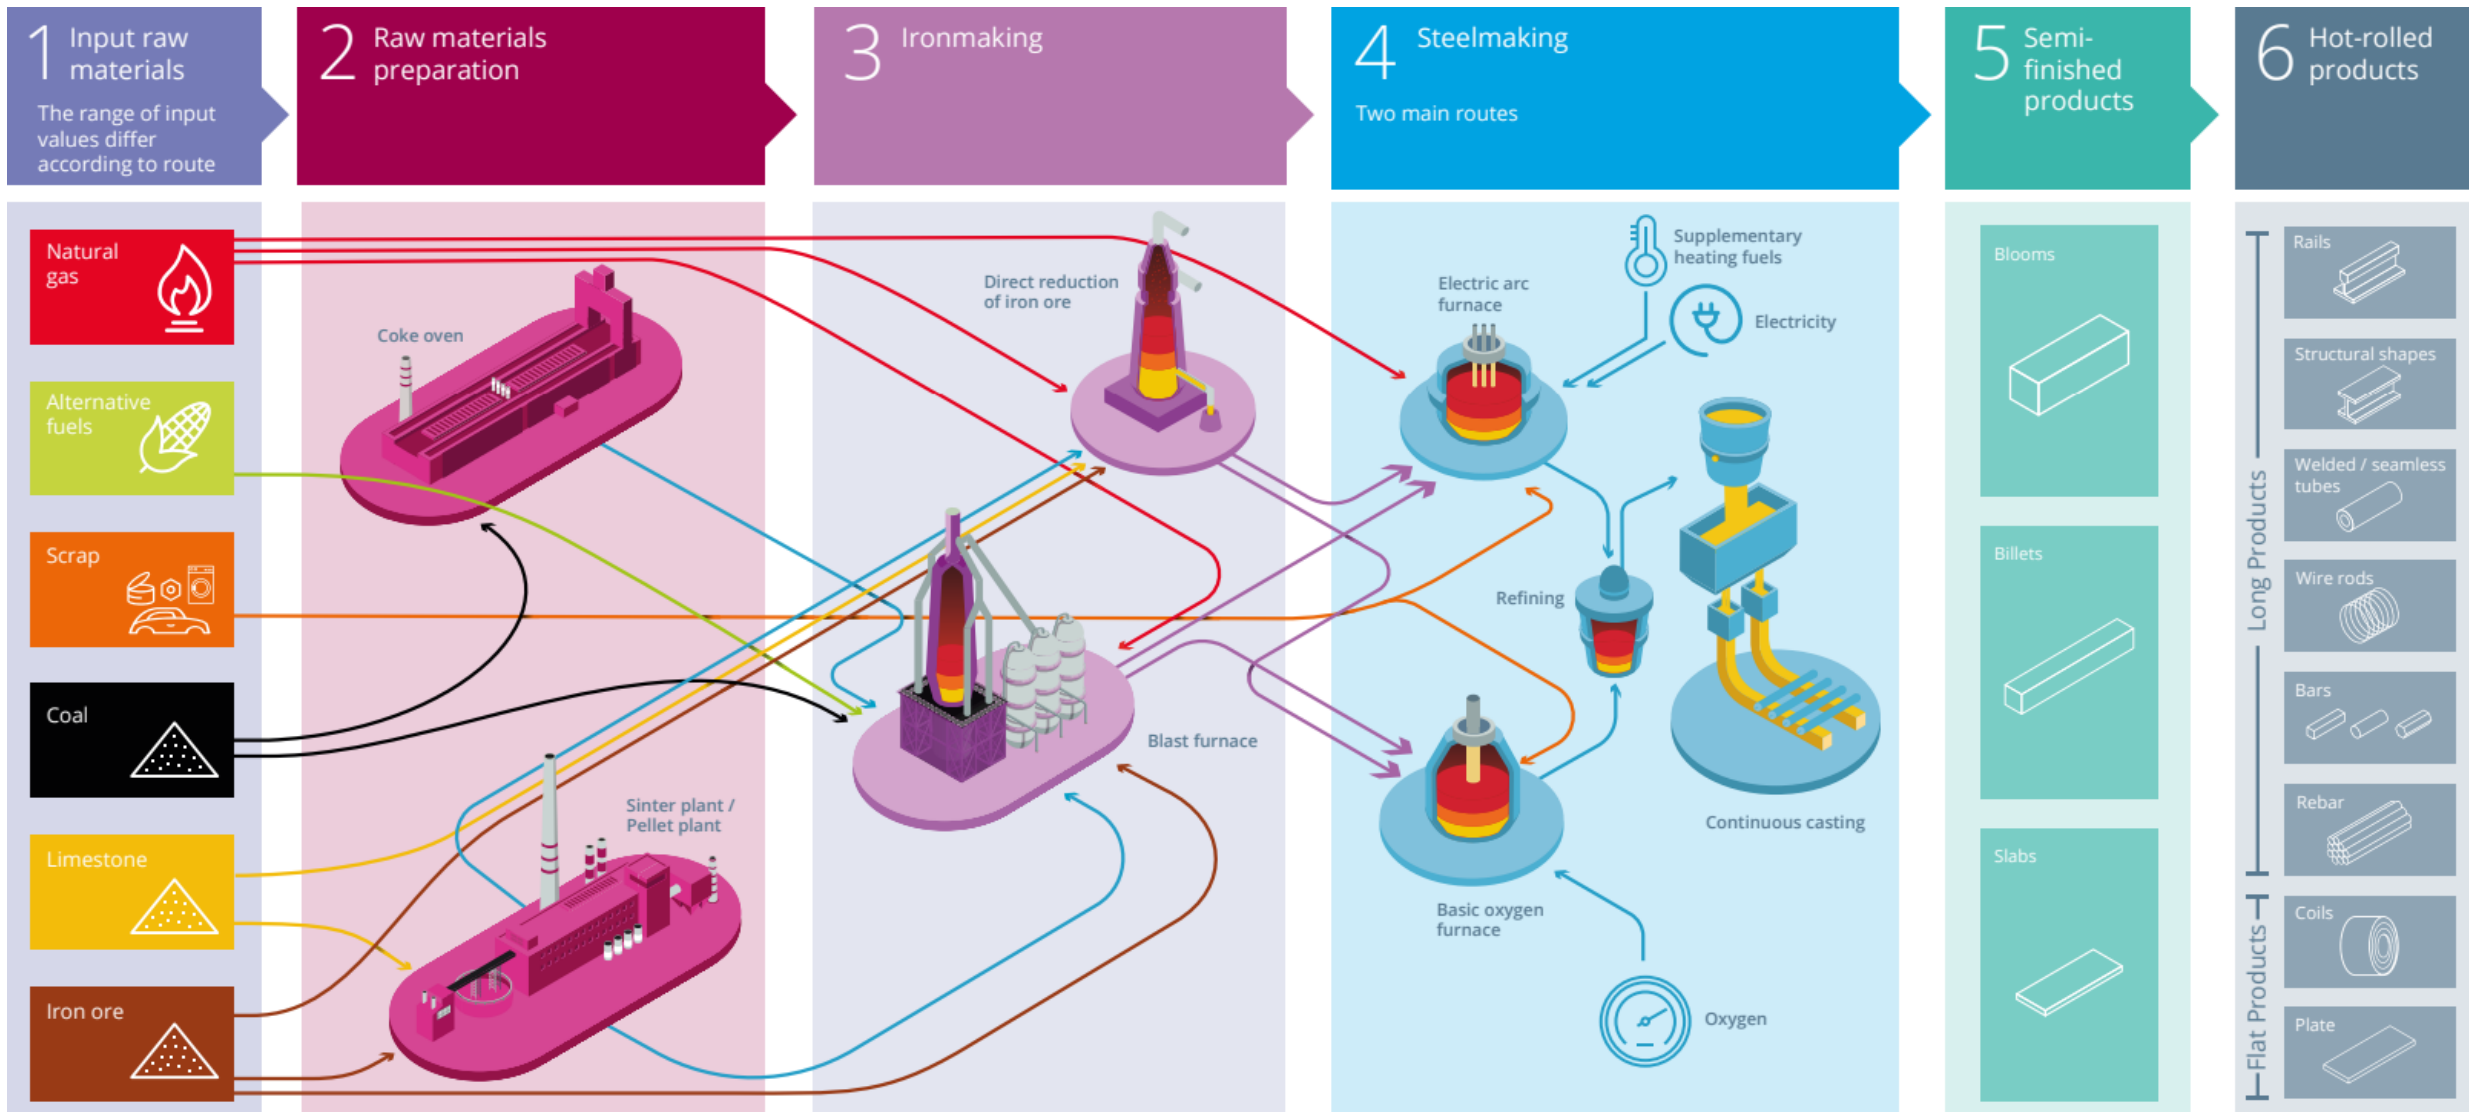 1 Input raw
materials
The range of input
values differ
according to route
2 Raw materials
preparation
3 Ironmaking
4 Steelmaking
Two main routes
5 Semi-
finished
products
6 Hot-rolled
products
Natural
gas
Alternative
fuels
Scrap
Coal
Limestone
Iron ore
Coke oven
Sinter plant /
Pellet plant
Direct reduction
of iron ore
Blast furnace
Electric arc
furnace
Supplementary
heating fuels
Electricity
Refining
Continuous casting
Basic oxygen
furnace
Oxygen
Blooms
Billets
Slabs
Long Products
Rails
Structural shapes
Welded / seamless
tubes
Wire rods
Bars
Rebar
Flat Products
Coils
Plate